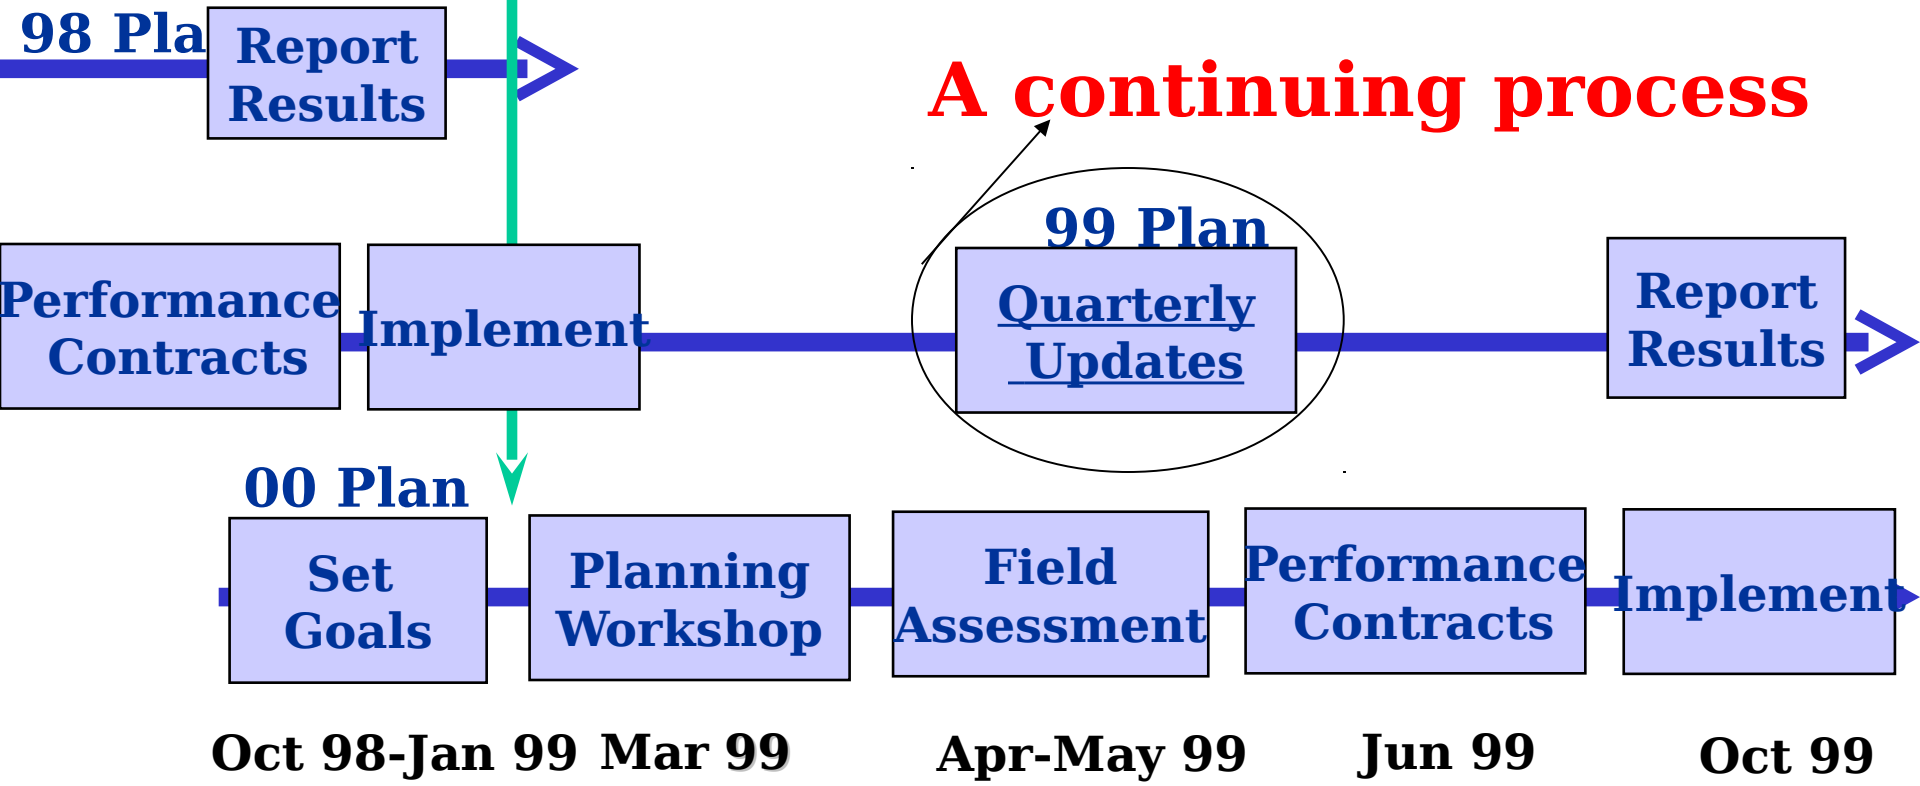 98 Pla
Report
Results
A continuing process
99 Plan
Performance
Contracts
Implement
Quarterly
Updates
Report
Results
00 Plan
Set
Goals
Planning
Workshop
Field
Assessment
Performance
Contracts
Implement
Oct 98-Jan 99 Mar 99 Apr-May 99 Jun 99 Oct 99